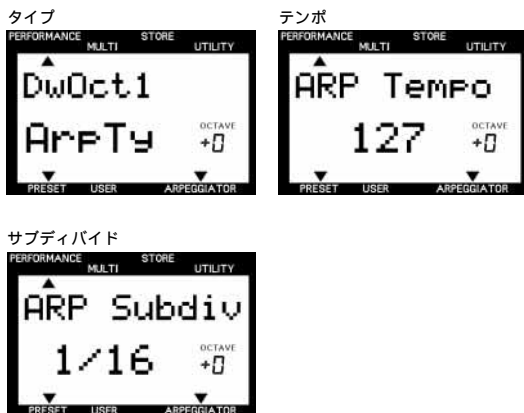 タイプ
PERFORMANCE MULTI STORE UTILITY
DwOct1
ArpTy
OCTAVE
+0
PRESET USER ARPEGGIATOR
テンポ
PERFORMANCE MULTI STORE UTILITY
ARP Tempo
127
OCTAVE
+0
PRESET USER ARPEGGIATOR
サブディバイド
PERFORMANCE MULTI STORE UTILITY
ARP Subdiv
1/16
OCTAVE
+0
PRESET USER ARPEGGIATOR